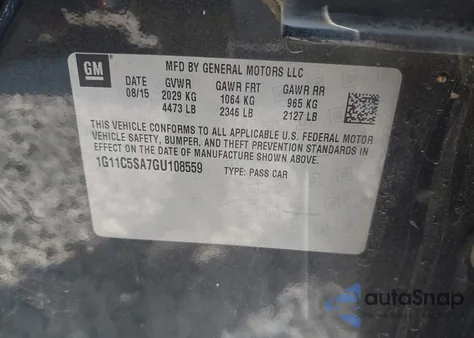 GM
MFD BY GENERAL MOTORS LLC
DATE GVWR GAWR FRT GAWR RR
08/15 2029 KG 1064 KG 965 KG
4473 LB 2346 LB 2127 LB
THIS VEHICLE CONFORMS TO ALL APPLICABLE U.S. FEDERAL MOTOR
VEHICLE SAFETY, BUMPER, AND THEFT PREVENTION STANDARDS IN
EFFECT ON THE DATE OF MANUFACTURE SHOWN ABOVE.
1G11C5SA7GU108559 TYPE: PASS CAR
autoSnap